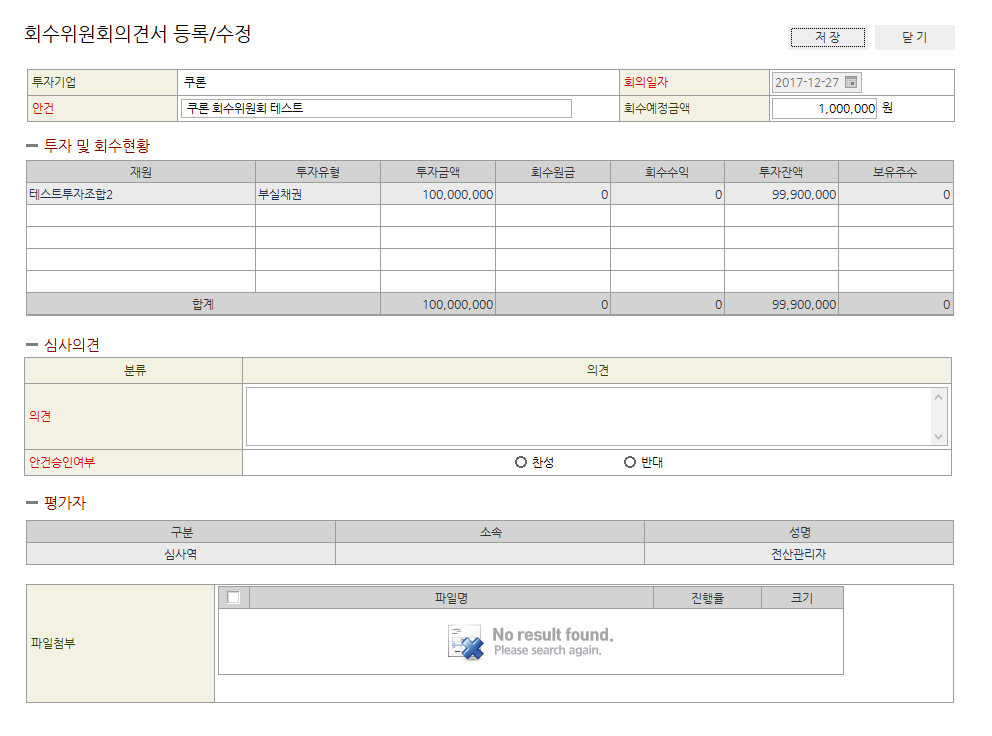 회수위원회의견서 등록/수정
저 장 닫 기
투자기업 쿠론 회의일자 2017-12-27
안건 쿠론 회수위원회 테스트 회수예정금액 1,000,000 원
투자 및 회수현황
재원 투자유형 투자금액 회수원금 회수수익 투자잔액 보유주수
테스트투자조합2 부실채권 100,000,000 0 0 99,900,000 0
합계 100,000,000 0 0 99,900,000 0
심사의견
분류 의견
의견
안건승인여부 찬성 반대
평가자
구분 소속 성명
심사역 전산관리자
파일명 진행율 크기
파일첨부
No result found.
Please search again.